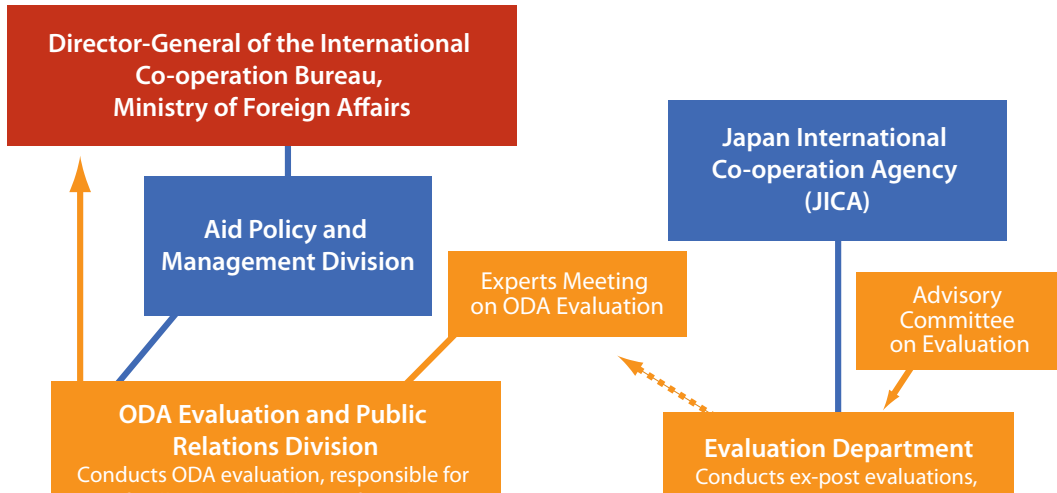 Director-General of the International
Co-operation Bureau,
Ministry of Foreign Affairs
Japan International
Co-operation Agency
(JICA)
Aid Policy and
Management Division
Experts Meeting
on ODA Evaluation
Advisory
Committee
on Evaluation
ODA Evaluation and Public
Relations Division
Conducts ODA evaluation, responsible for
Evaluation Department
Conducts ex-post evaluations,